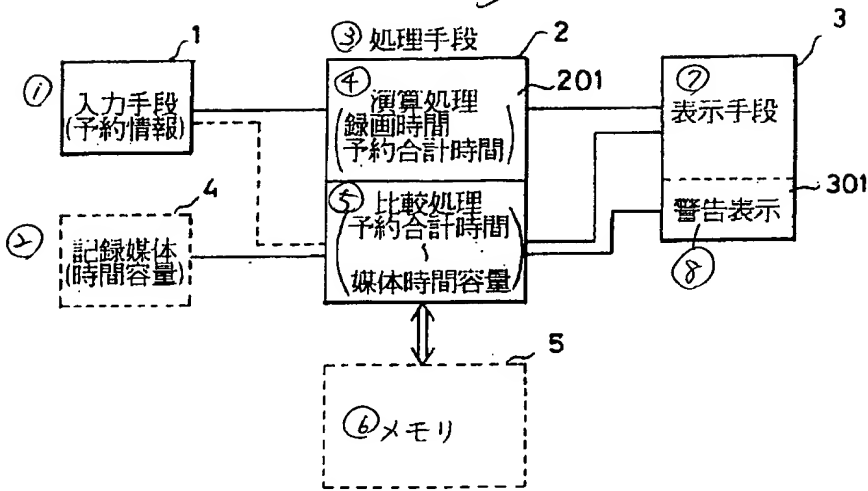 ③ 処理手段
2
1
3
①
入力手段
(予約情報)
④
201
演算処理
(録画時間
予約合計時間)
⑦
表示手段
②
4
記録媒体
(時間容量)
⑤
比較処理
(予約合計時間
~
媒体時間容量)
301
警告表示
⑧
5
⑥ メモリ